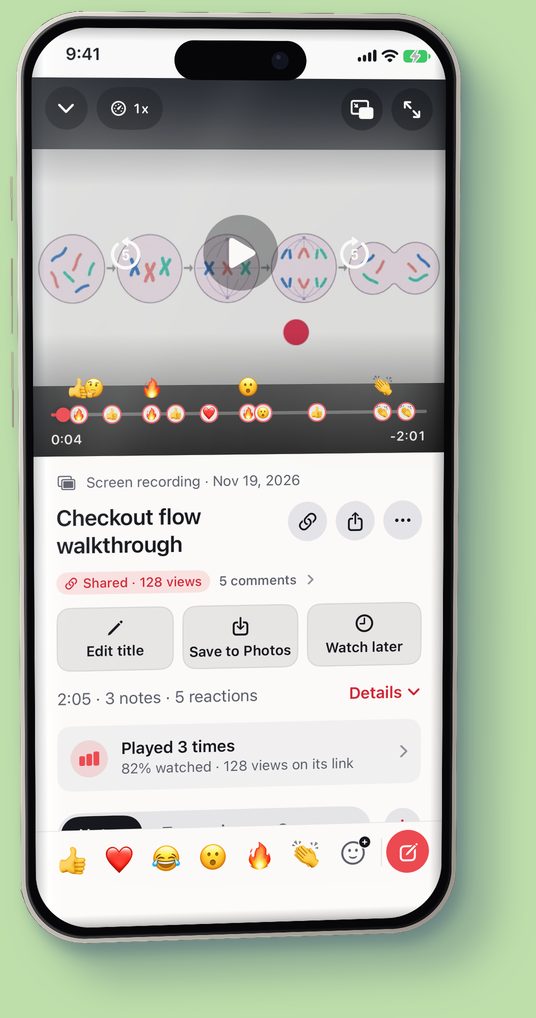 9:41
1x
5
5
0:04
-2:01
Screen recording · Nov 19, 2026
Checkout flow
walkthrough
Shared · 128 views
5 comments
Edit title
Save to Photos
Watch later
2:05 · 3 notes · 5 reactions
Details
Played 3 times
82% watched · 128 views on its link